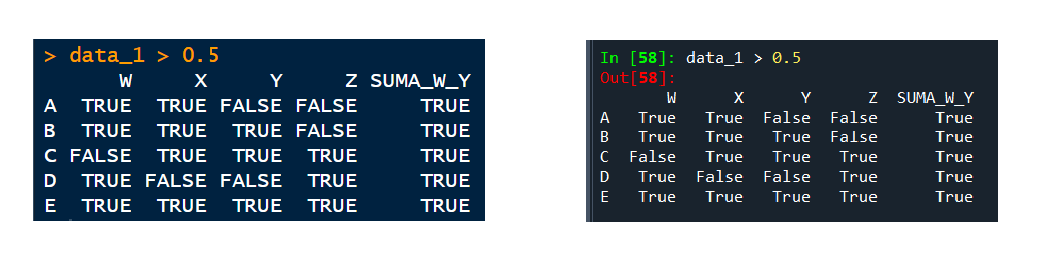 > data_1 > 0.5
W X Y Z SUMA_W_Y
A TRUE TRUE FALSE FALSE TRUE
B TRUE TRUE TRUE FALSE TRUE
C FALSE TRUE TRUE TRUE TRUE
D TRUE FALSE FALSE TRUE TRUE
E TRUE TRUE TRUE TRUE TRUE
In [58]: data_1 > 0.5
Out[58]:
W X Y Z SUMA_W_Y
A True True False False True
B True True True False True
C False True True True True
D True False False True True
E True True True True True